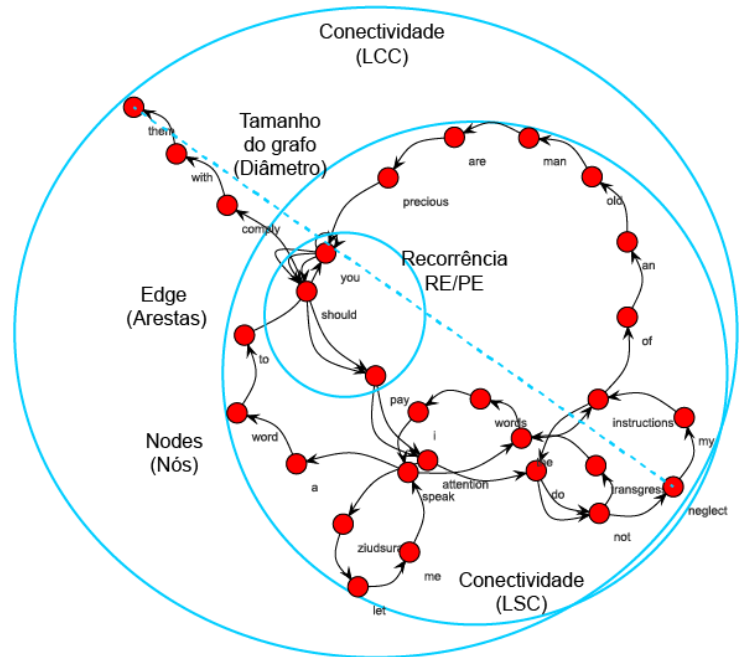 Conectividade
(LCC)
Tamanho
do grafo
(Diâmetro)
them
with
comply
are
man
old
precious
an
you
Recorrência
RE/PE
should
Edge
(Arestas)
of
to
pay
words
instructions
my
word
i
the
Nodes
(Nós)
a
speak
attention
do
transgress
neglect
not
ziudsura
me
let
Conectividade
(LSC)